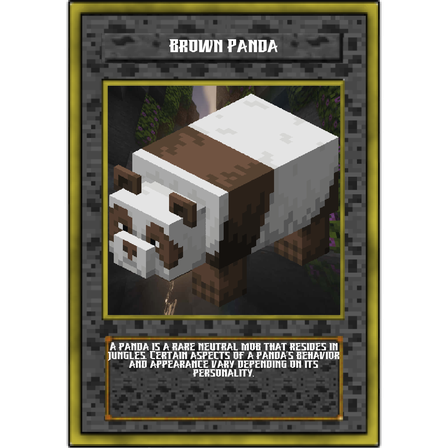 BROWN PANDA
A PANDA IS A RARE NEUTRAL MOB THAT RESIDES IN
JUNGLES. CERTAIN ASPECTS OF A PANDA'S BEHAVIOR
AND APPEARANCE VARY DEPENDING ON ITS
PERSONALITY.